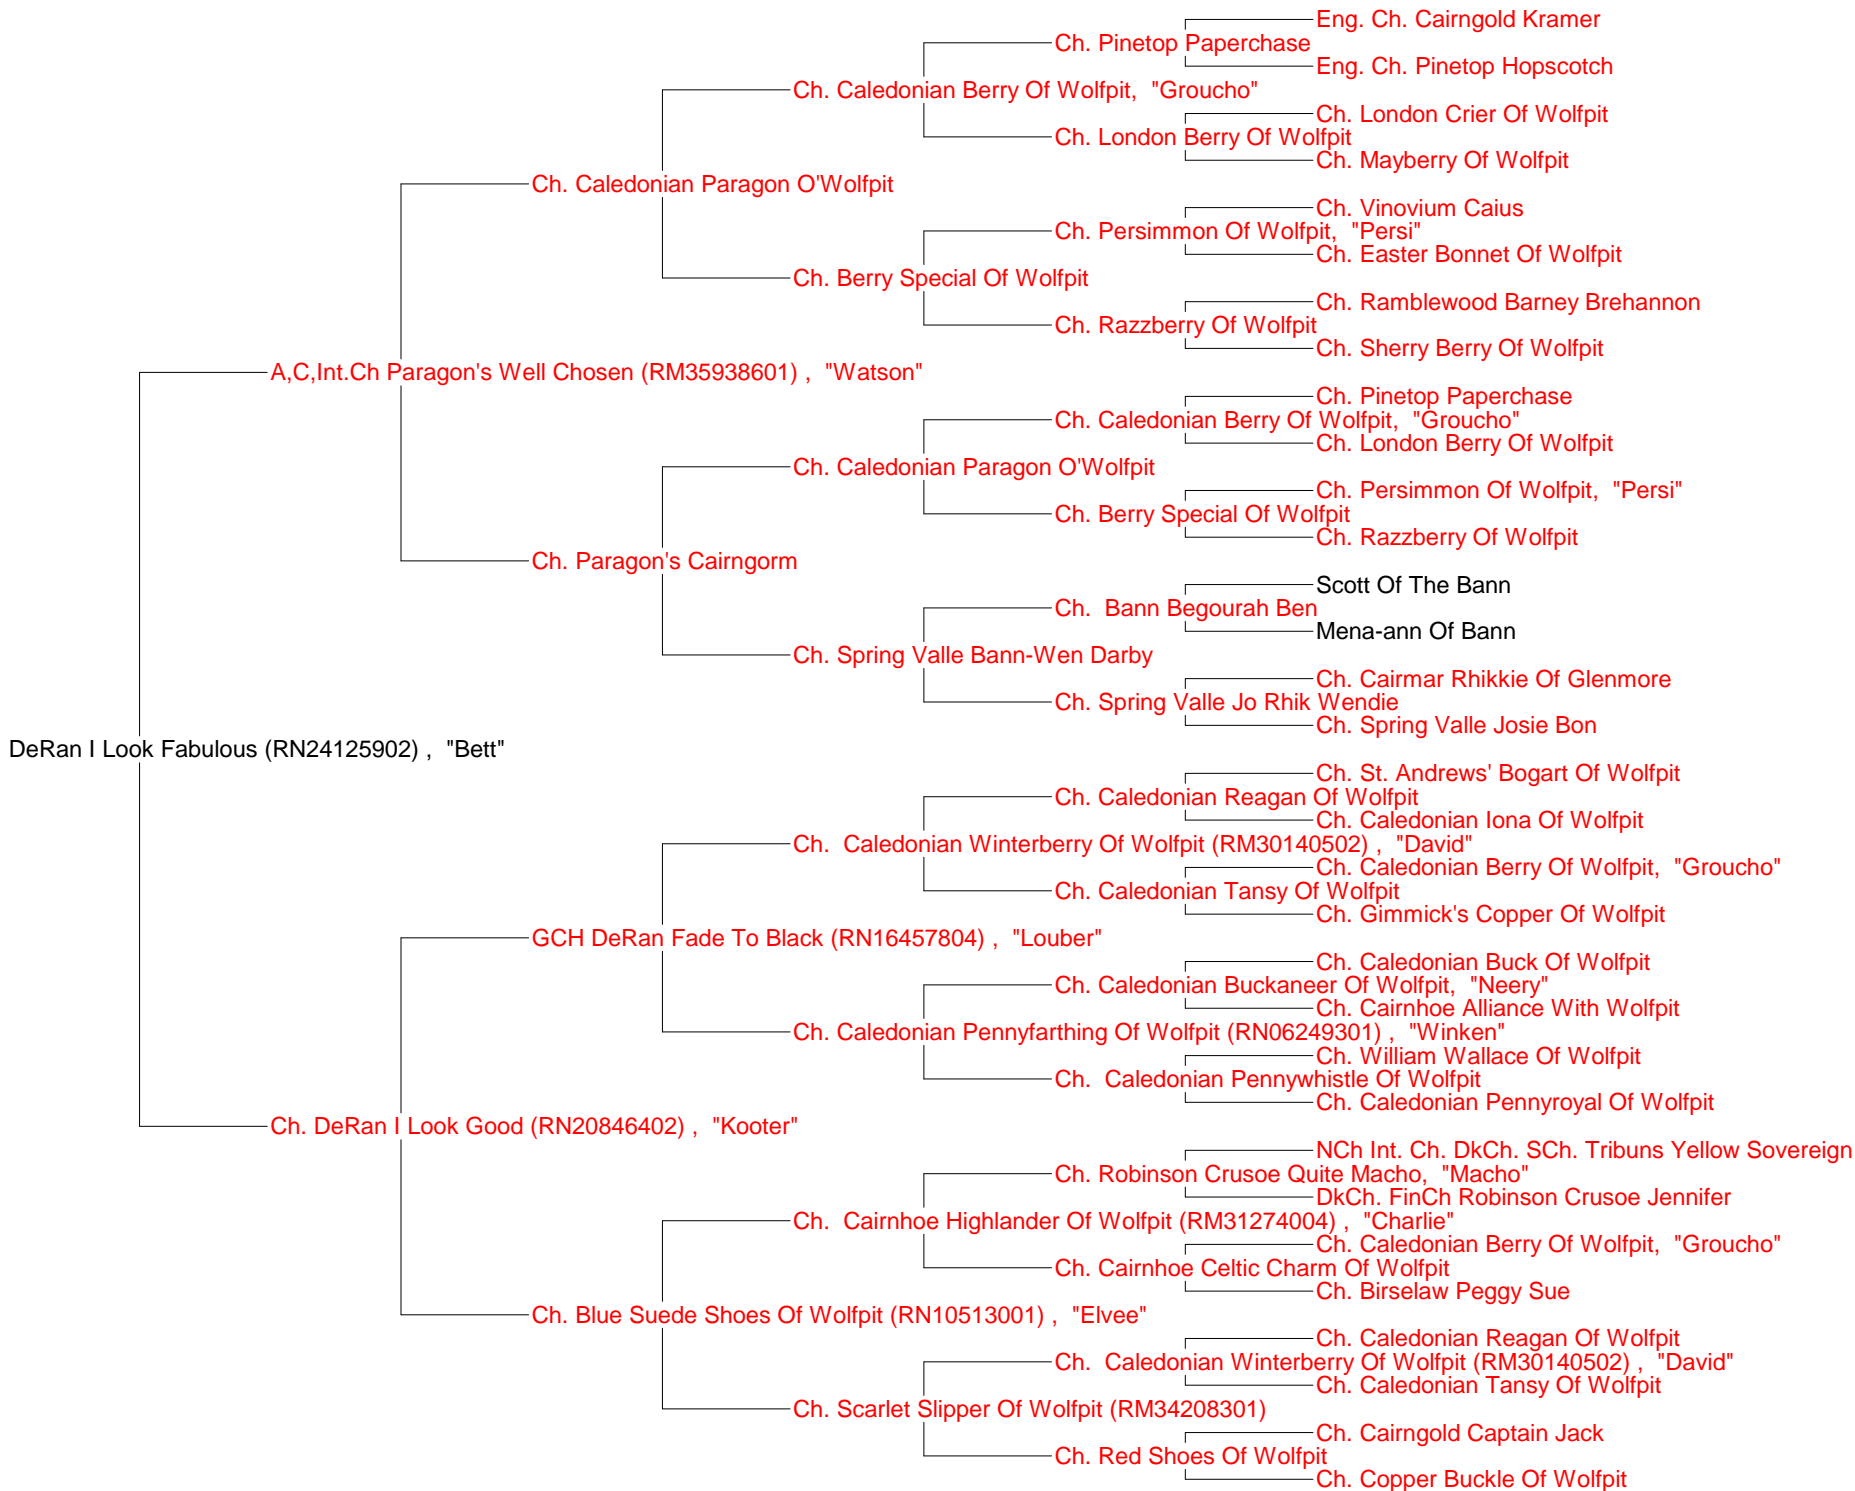 Eng. Ch. Cairngold Kramer
Ch. Pinetop Paperchase
Eng. Ch. Pinetop Hopscotch
Ch. Caledonian Berry Of Wolfpit, "Groucho"
Ch. London Crier Of Wolfpit
Ch. London Berry Of Wolfpit
Ch. Mayberry Of Wolfpit
Ch. Caledonian Paragon O'Wolfpit
Ch. Vinovium Caius
Ch. Persimmon Of Wolfpit, "Persi"
Ch. Easter Bonnet Of Wolfpit
Ch. Berry Special Of Wolfpit
Ch. Ramblewood Barney Brehannon
Ch. Razzberry Of Wolfpit
Ch. Sherry Berry Of Wolfpit
A,C,Int.Ch Paragon's Well Chosen (RM35938601) , "Watson"
Ch. Pinetop Paperchase
Ch. Caledonian Berry Of Wolfpit, "Groucho"
Ch. London Berry Of Wolfpit
Ch. Caledonian Paragon O'Wolfpit
Ch. Persimmon Of Wolfpit, "Persi"
Ch. Berry Special Of Wolfpit
Ch. Razzberry Of Wolfpit
Ch. Paragon's Cairngorm
Scott Of The Bann
Ch. Bann Begourah Ben
Mena-ann Of Bann
Ch. Spring Valle Bann-Wen Darby
Ch. Cairmar Rhikkie Of Glenmore
Ch. Spring Valle Jo Rhik Wendie
Ch. Spring Valle Josie Bon
DeRan I Look Fabulous (RN24125902) , "Bett"
Ch. St. Andrews' Bogart Of Wolfpit
Ch. Caledonian Reagan Of Wolfpit
Ch. Caledonian Iona Of Wolfpit
Ch. Caledonian Winterberry Of Wolfpit (RM30140502) , "David"
Ch. Caledonian Berry Of Wolfpit, "Groucho"
Ch. Caledonian Tansy Of Wolfpit
Ch. Gimmick's Copper Of Wolfpit
GCH DeRan Fade To Black (RN16457804) , "Louber"
Ch. Caledonian Buck Of Wolfpit
Ch. Caledonian Buckaneer Of Wolfpit, "Neery"
Ch. Cairnhoe Alliance With Wolfpit
Ch. Caledonian Pennyfarthing Of Wolfpit (RN06249301) , "Winken"
Ch. William Wallace Of Wolfpit
Ch. Caledonian Pennywhistle Of Wolfpit
Ch. Caledonian Pennyroyal Of Wolfpit
Ch. DeRan I Look Good (RN20846402) , "Kooter"
NCh Int. Ch. DkCh. SCh. Tribuns Yellow Sovereign
Ch. Robinson Crusoe Quite Macho, "Macho"
DkCh. FinCh Robinson Crusoe Jennifer
Ch. Cairnhoe Highlander Of Wolfpit (RM31274004) , "Charlie"
Ch. Caledonian Berry Of Wolfpit, "Groucho"
Ch. Cairnhoe Celtic Charm Of Wolfpit
Ch. Birselaw Peggy Sue
Ch. Blue Suede Shoes Of Wolfpit (RN10513001) , "Elvee"
Ch. Caledonian Reagan Of Wolfpit
Ch. Caledonian Winterberry Of Wolfpit (RM30140502) , "David"
Ch. Caledonian Tansy Of Wolfpit
Ch. Scarlet Slipper Of Wolfpit (RM34208301)
Ch. Cairngold Captain Jack
Ch. Red Shoes Of Wolfpit
Ch. Copper Buckle Of Wolfpit